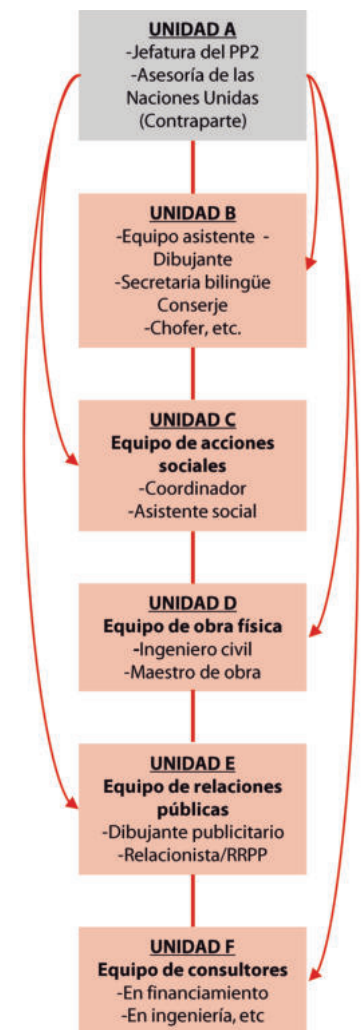 UNIDAD A
-Jefatura del PP2
-Asesoría de las
Naciones Unidas
(Contraparte)
UNIDAD B
-Equipo asistente -
Dibujante
-Secretaria bilingüe
Conserje
-Chofer, etc.
UNIDAD C
Equipo de acciones
sociales
-Coordinador
-Asistente social
UNIDAD D
Equipo de obra física
-Ingeniero civil
-Maestro de obra
UNIDAD E
Equipo de relaciones
públicas
-Dibujante publicitario
-Relacionista/RRPP
UNIDAD F
Equipo de consultores
-En financiamiento
-En ingeniería, etc